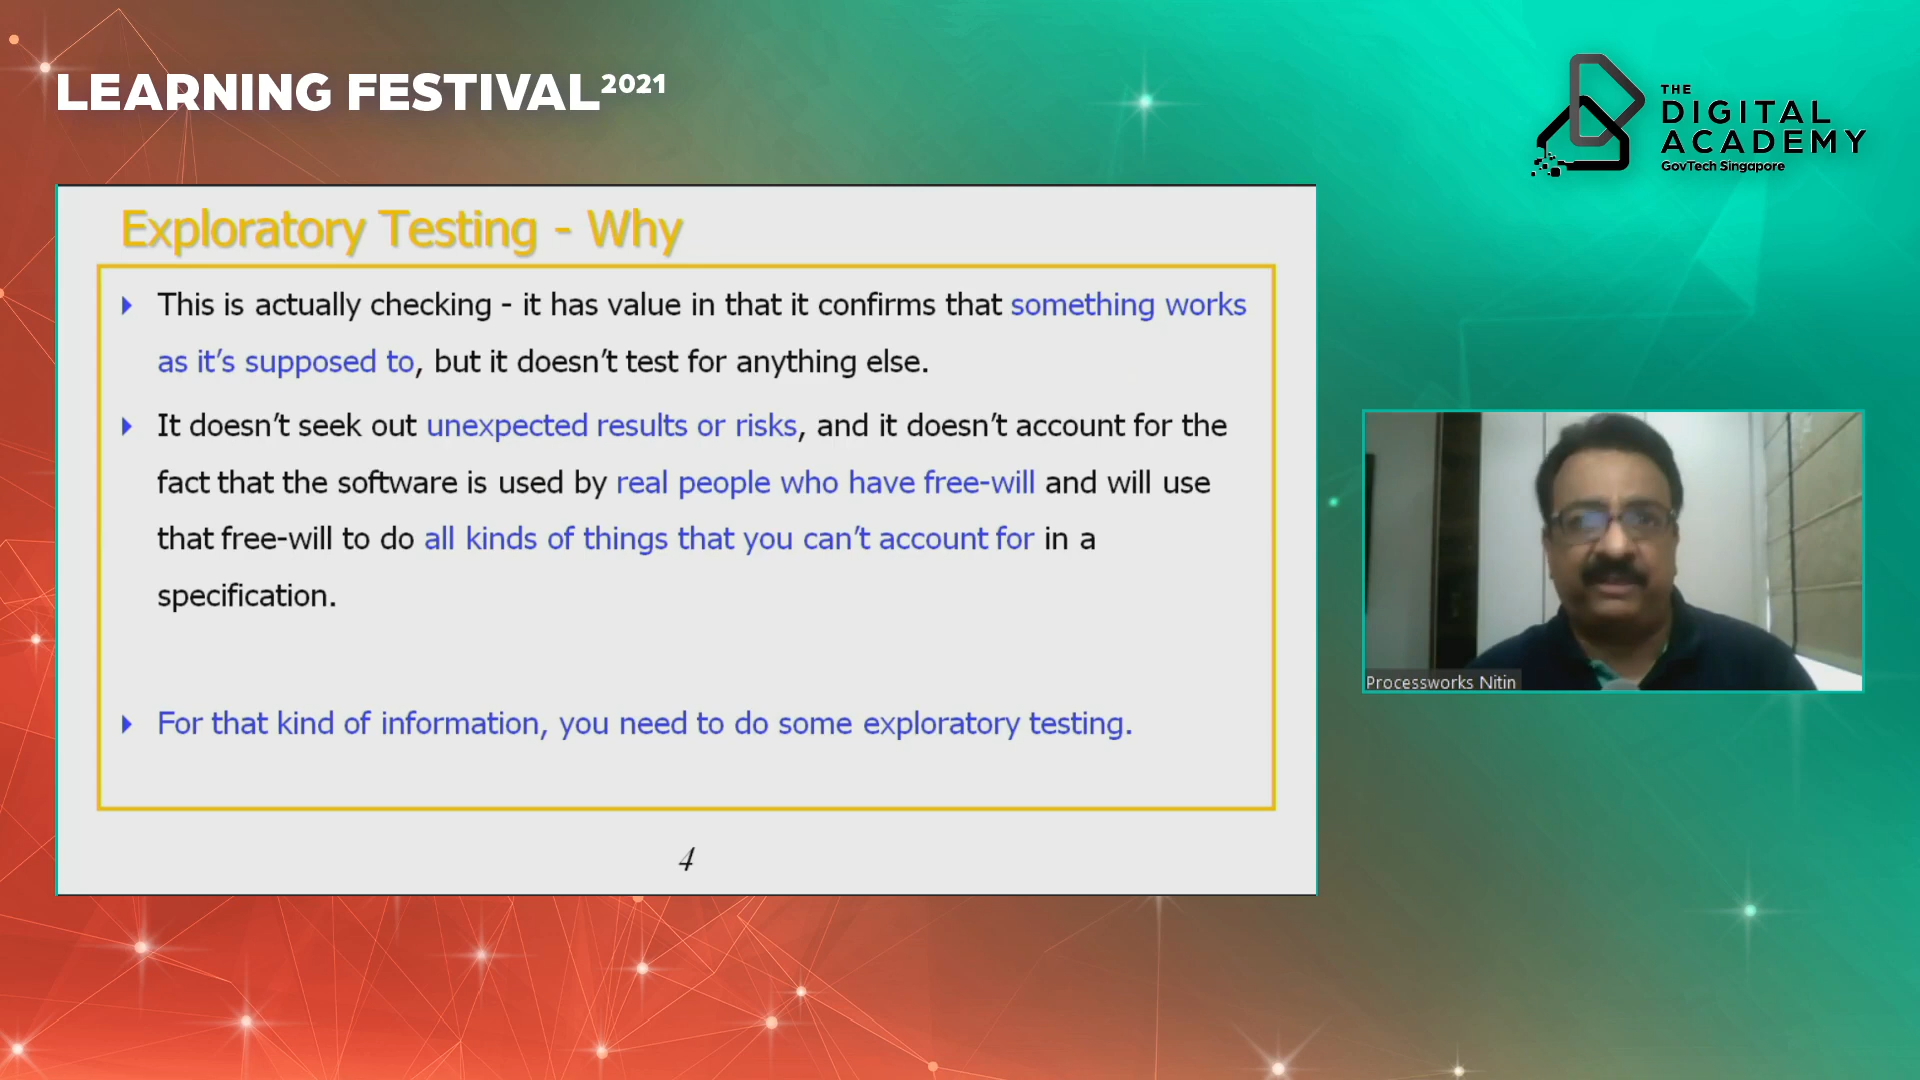 LEARNING FESTIVAL 2021
THE
DIGITAL
ACADEMY
GovTech Singapore
Exploratory Testing - Why
This is actually checking - it has value in that it confirms that something works
as it’s supposed to, but it doesn’t test for anything else.
It doesn’t seek out unexpected results or risks, and it doesn’t account for the
fact that the software is used by real people who have free-will and will use
that free-will to do all kinds of things that you can’t account for in a
specification.
For that kind of information, you need to do some exploratory testing.
4
Processworks Nitin